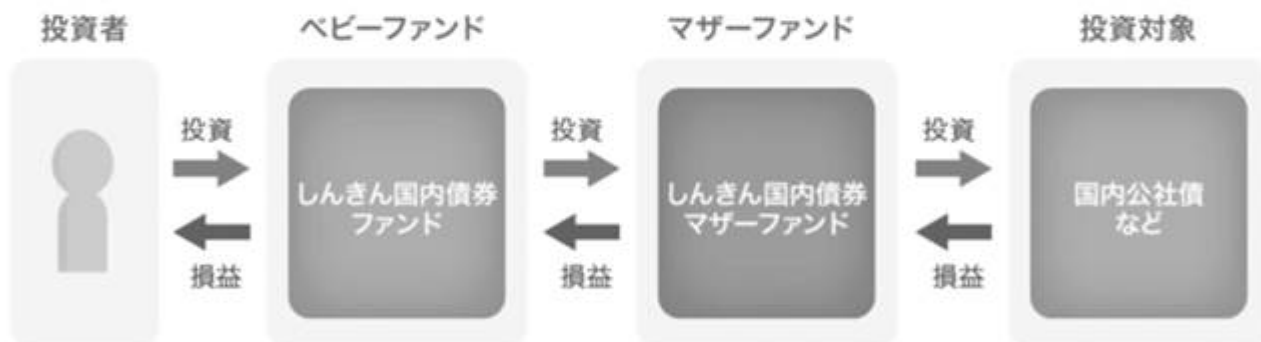 投資者
ベビーファンド
マザーファンド
投資対象
投資
投資
投資
しんきん国内債券
ファンド
しんきん国内債券
マザーファンド
国内公社債
など
損益
損益
損益